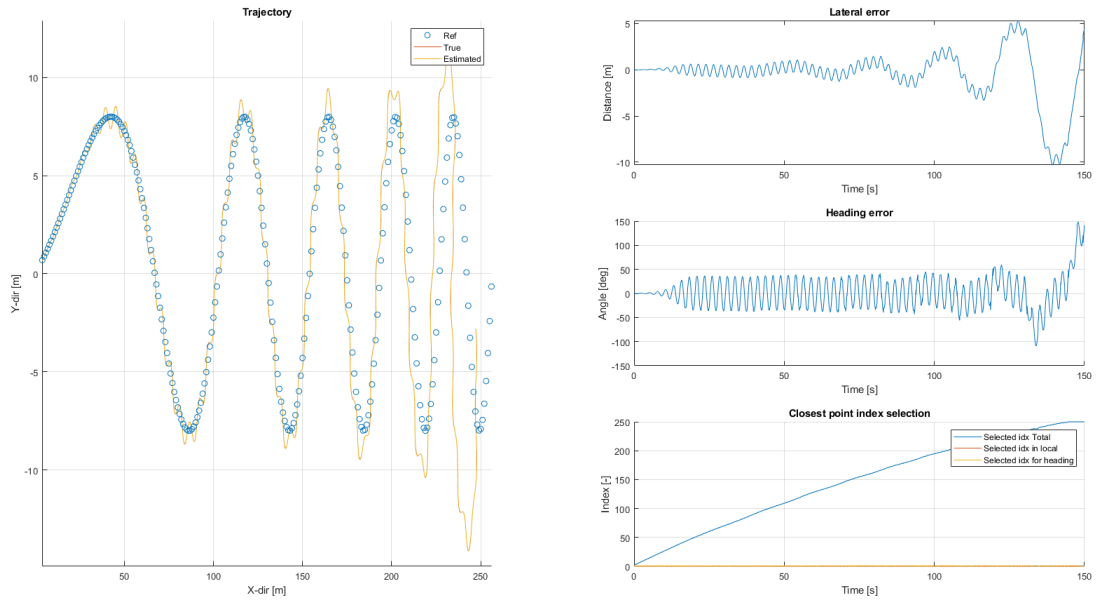 Trajectory
Ref
True
Estimated
10
5
0
-5
-10
Y-dir [m]
50
100
150
200
250
X-dir [m]
Lateral error
5
0
-5
-10
Distance [m]
0
50
100
150
Time [s]
Heading error
150
100
50
0
-50
-100
-150
Angle [deg]
0
50
100
150
Time [s]
Closest point index selection
Selected idx Total
Selected idx in local
Selected idx for heading
250
200
150
100
50
0
Index [-]
0
50
100
150
Time [s]